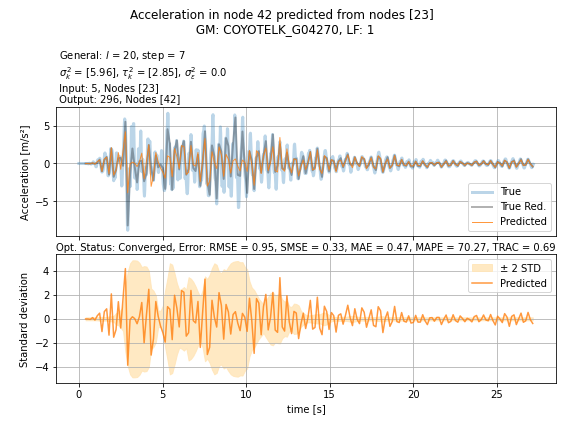 Acceleration in node 42 predicted from nodes [23]
GM: COYOTELK_G04270, LF: 1
General: l = 20, step = 7
σ²ₖ = [5.96], τ²ₖ = [2.85], σ²ₑ = 0.0
Input: 5, Nodes [23]
Output: 296, Nodes [42]
Acceleration [m/s²]
5
0
−5
True
True Red.
Predicted
Opt. Status: Converged, Error: RMSE = 0.95, SMSE = 0.33, MAE = 0.47, MAPE = 70.27, TRAC = 0.69
Standard deviation
4
2
0
−2
−4
± 2 STD
Predicted
0 5 10 15 20 25
time [s]